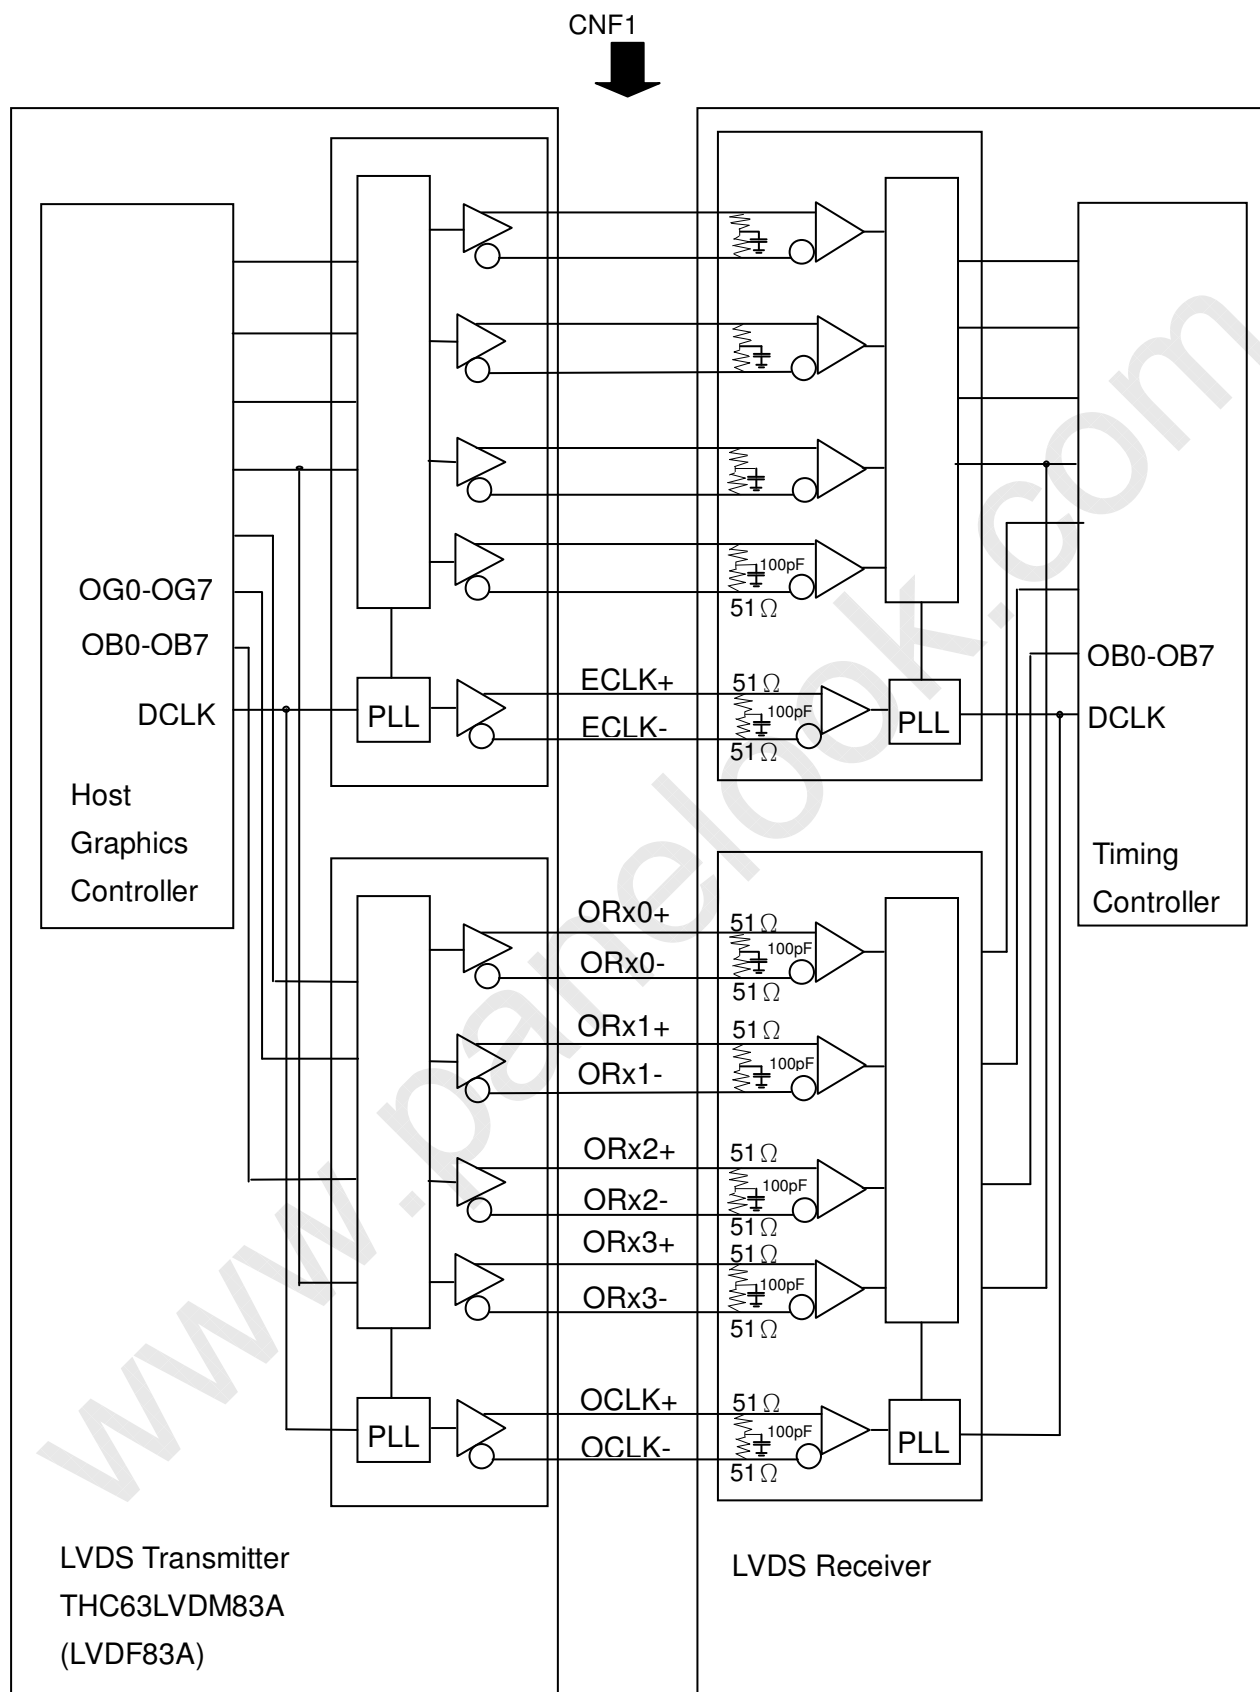 CNF1
100pF
51Ω
OG0-OG7
OB0-OB7
OB0-OB7
ECLK+
51Ω
DCLK
PLL
100pF
PLL
DCLK
ECLK-
51Ω
Host
Graphics
Controller
Timing
Controller
ORx0+
51Ω
100pF
ORx0-
51Ω
ORx1+
51Ω
100pF
ORx1-
51Ω
ORx2+
51Ω
100pF
ORx2-
51Ω
ORx3+
51Ω
100pF
ORx3-
51Ω
OCLK+
51Ω
PLL
100pF
PLL
OCLK-
51Ω
LVDS Transmitter
THC63LVDM83A
(LVDF83A)
LVDS Receiver
www.panelook.com